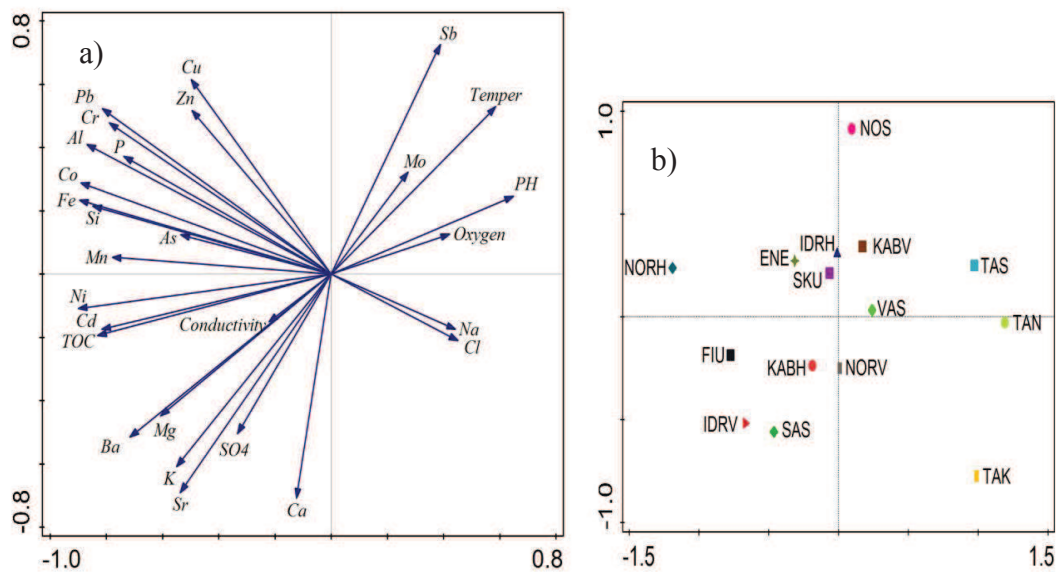 a)
0.8
-0.8
-1.0
0.8
Sb
Cu
Zn
Temper
Pb
Cr
Al
P
Mo
PH
Co
Fe
Si
As
Oxygen
Mn
Ni
Cd
TOC
Conductivity
Na
Cl
Ba
Mg
SO4
K
Sr
Ca
b)
1.0
-1.0
-1.5
1.5
NOS
IDRH
KABV
ENE
SKU
NORH
TAS
VAS
TAN
FIU
KABH
NORV
IDRV
SAS
TAK